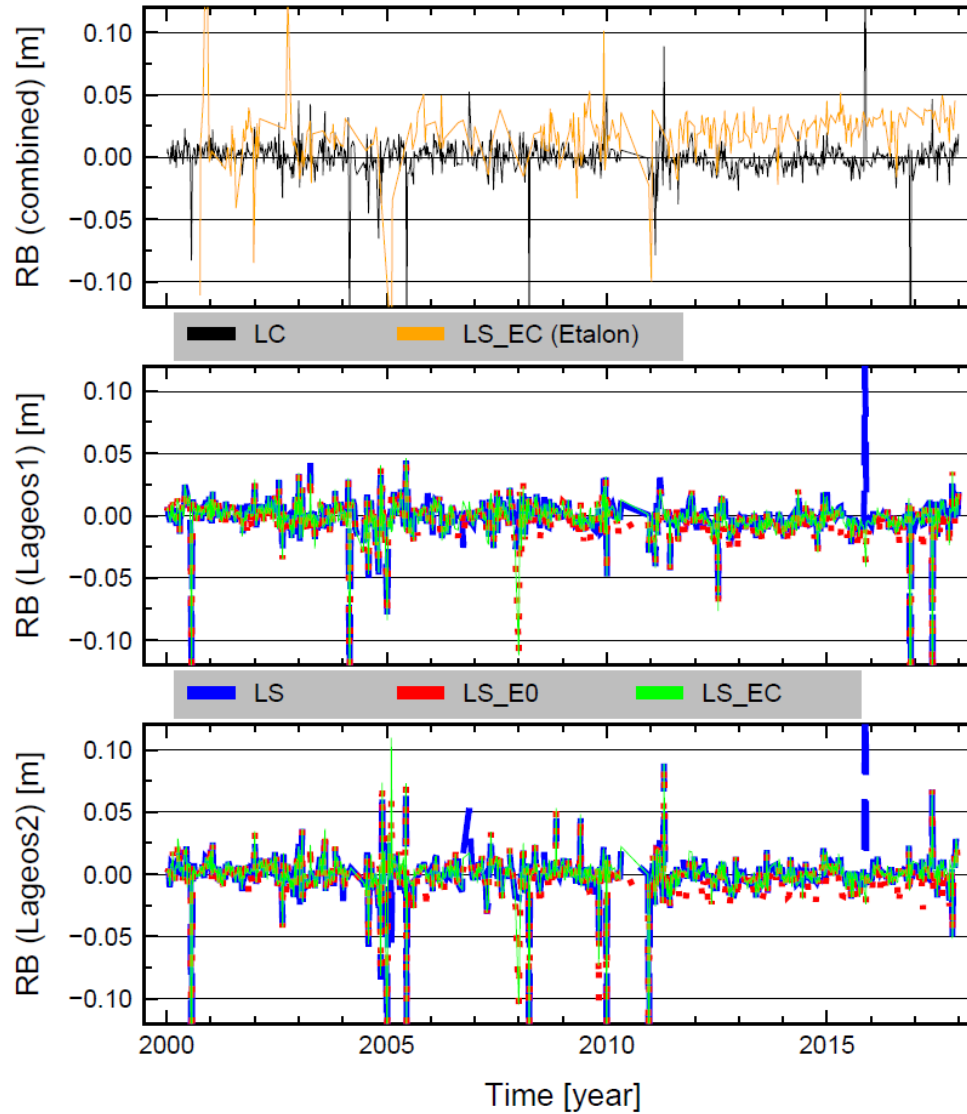 0.10
0.05
0.00
−0.05
−0.10
RB (combined) [m]
LC LS_EC (Etalon)
0.10
0.05
0.00
−0.05
−0.10
RB (Lageos1) [m]
LS LS_E0 LS_EC
0.10
0.05
0.00
−0.05
−0.10
RB (Lageos2) [m]
2000 2005 2010 2015
Time [year]